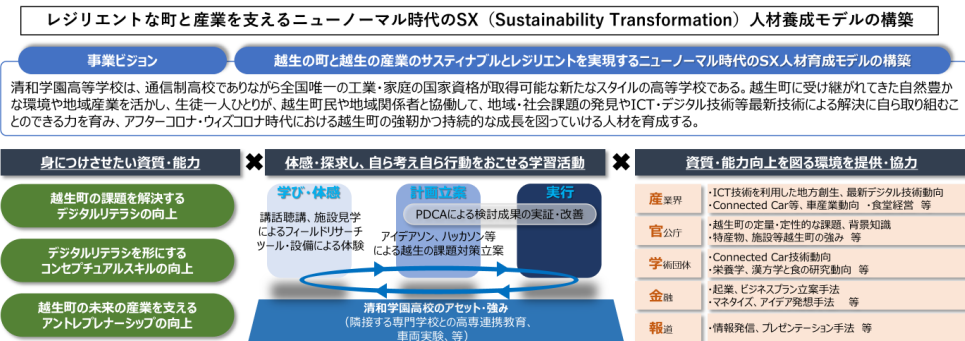 レジリエントな町と産業を支えるニューノーマル時代のSX（Sustainability Transformation）人材養成モデルの構築
事業ビジョン
越生の町と越生の産業のサスティナブルとレジリエントを実現するニューノーマル時代のSX人材育成モデルの構築
清和学園高等学校は、通信制高校でありながら全国唯一の工業・家庭の国家資格が取得可能な新たなスタイルの高等学校である。越生町に受け継がれてきた自然豊か
な環境や地域産業を活かし、生徒一人ひとりが、越生町民や地域関係者と協働して、地域・社会課題の発見やICT・デジタル技術等最新技術による解決に自ら取り組むこ
とのできる力を育み、アフターコロナ・ウィズコロナ時代における越生町の強靭かつ持続的な成長を図っていける人材を育成する。
身につけさせたい資質・能力
越生町の課題を解決する
デジタルリテラシの向上
デジタルリテラシを形にする
コンセプチュアルスキルの向上
越生町の未来の産業を支える
アントレプレナーシップの向上
体感・探求し、自ら考え自ら行動をおこせる学習活動
学び・体感
計画立案
実行
PDCAによる検討成果の実証・改善
講話聴講、施設見学
によるフィールドリサーチ
ツール・設備による体験
アイデアソン、ハッカソン等
による越生の課題対策立案
清和学園高校のアセット・強み
（隣接する専門学校との高専連携教育、
車両実験、等）
資質・能力向上を図る環境を提供・協力
産業界
・ICT技術を利用した地方創生、最新デジタル技術動向
・Connected Car等、車産業動向 ・食堂経営 等
官公庁
・越生町の定量・定性的な課題、背景知識
・特産物、施設等越生町の強み 等
学術団体
・Connected Car技術動向
・栄養学、漢方学と食の研究動向 等
金融
・起業、ビジネスプラン立案手法
・マネタイズ、アイデア発想手法 等
報道
・情報発信、プレゼンテーション手法 等